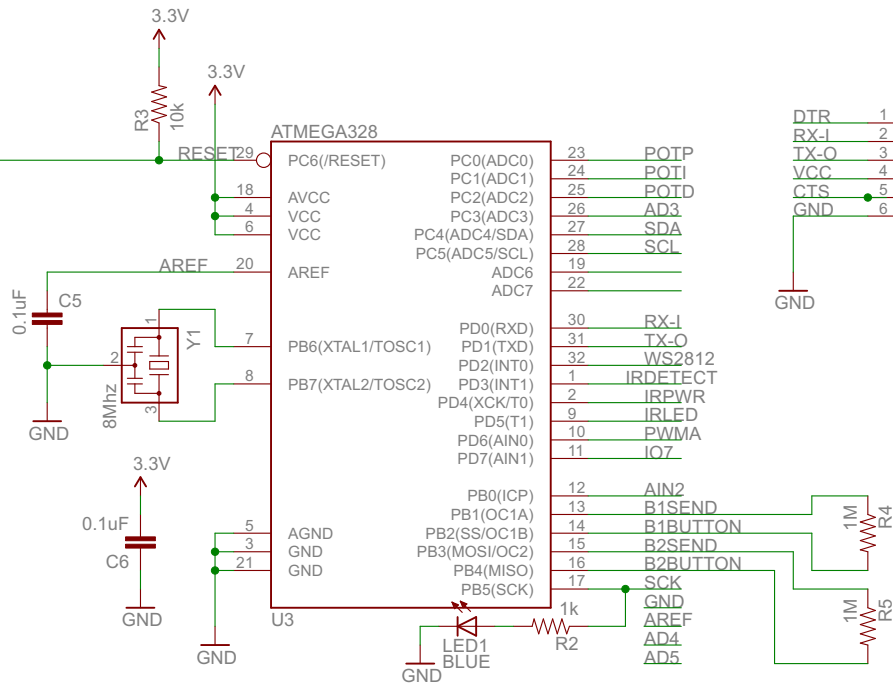 3.3V
3.3V
R3
10k
ATMEGA328
RESET
29
PC6(/RESET)
18
AVCC
4
VCC
6
VCC
AREF
20
AREF
0.1uF
C5
1
2
3
Y1
8Mhz
7
PB6(XTAL1/TOSC1)
8
PB7(XTAL2/TOSC2)
GND
3.3V
0.1uF
C6
GND
5
AGND
3
GND
21
GND
GND
U3
PC0(ADC0) 23 POTP
PC1(ADC1) 24 POTI
PC2(ADC2) 25 POTD
PC3(ADC3) 26 AD3
PC4(ADC4/SDA) 27 SDA
PC5(ADC5/SCL) 28 SCL
ADC6 19
ADC7 22
PD0(RXD) 30 RX-I
PD1(TXD) 31 TX-O
PD2(INT0) 32 WS2812
PD3(INT1) 1 IRDETECT
PD4(XCK/T0) 2 IRPWR
PD5(T1) 9 IRLED
PD6(AIN0) 10 PWMA
PD7(AIN1) 11 IO7
PB0(ICP) 12 AIN2
PB1(OC1A) 13 B1SEND
PB2(SS/OC1B) 14 B1BUTTON
PB3(MOSI/OC2) 15 B2SEND
PB4(MISO) 16 B2BUTTON
PB5(SCK) 17 SCK
GND
AREF
AD4
AD5
1k
R2
LED1
BLUE
GND
1M
R4
1M
R5
DTR 1
RX-I 2
TX-O 3
VCC 4
CTS 5
GND 6
GND